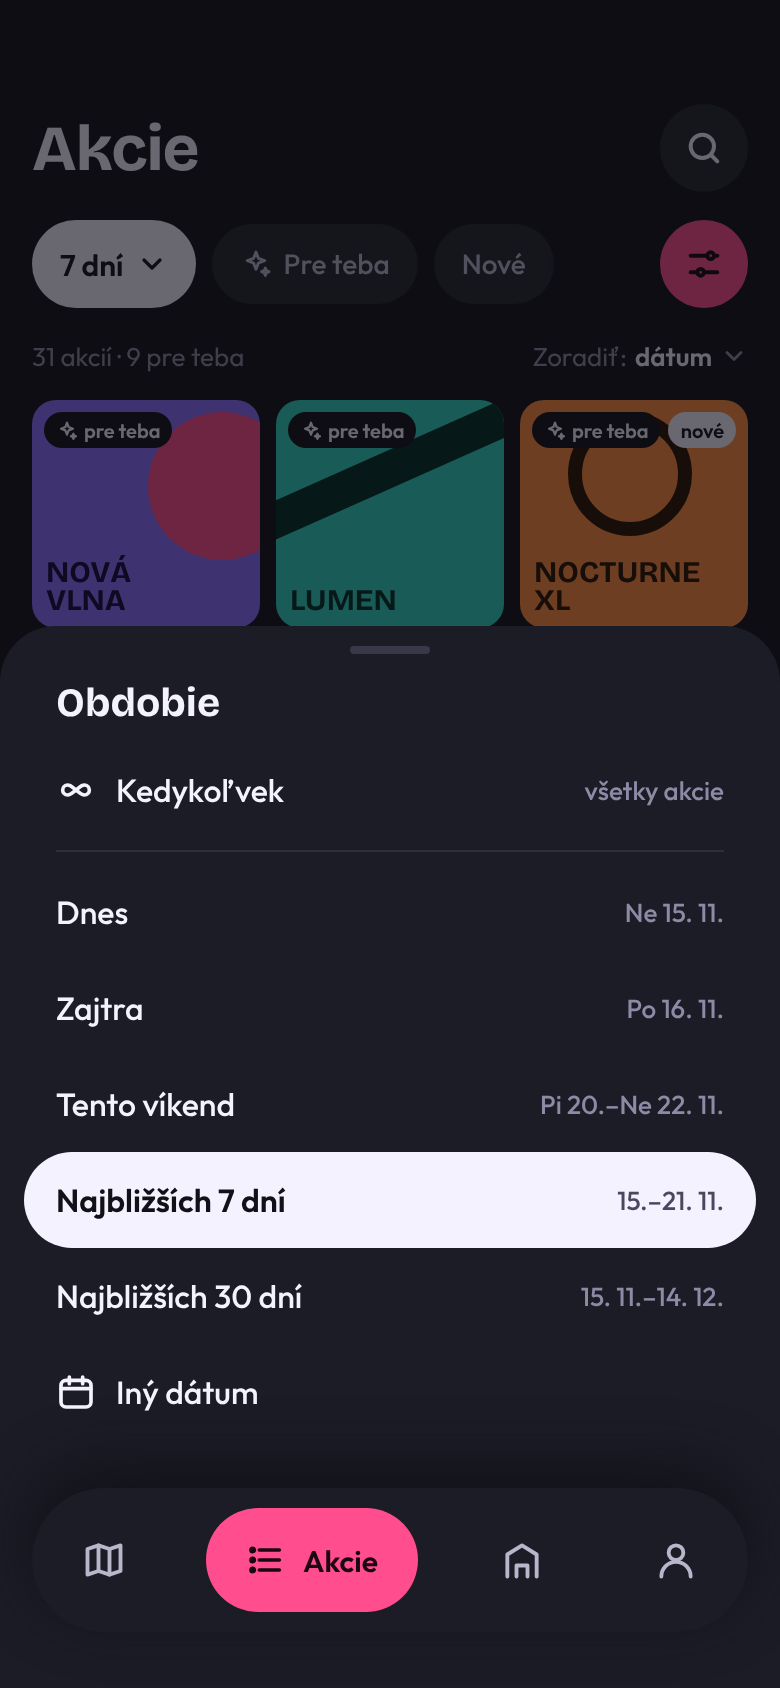 Akcie
7 dní
Pre teba
Nové
31 akcií · 9 pre teba
Zoradiť: dátum
pre teba
pre teba
pre teba
nové
NOVÁ
VLNA
LUMEN
NOCTURNE
XL
Obdobie
Kedykoľvek
všetky akcie
Dnes
Ne 15. 11.
Zajtra
Po 16. 11.
Tento víkend
Pi 20.–Ne 22. 11.
Najbližších 7 dní
15.–21. 11.
Najbližších 30 dní
15. 11.–14. 12.
Iný dátum
Akcie